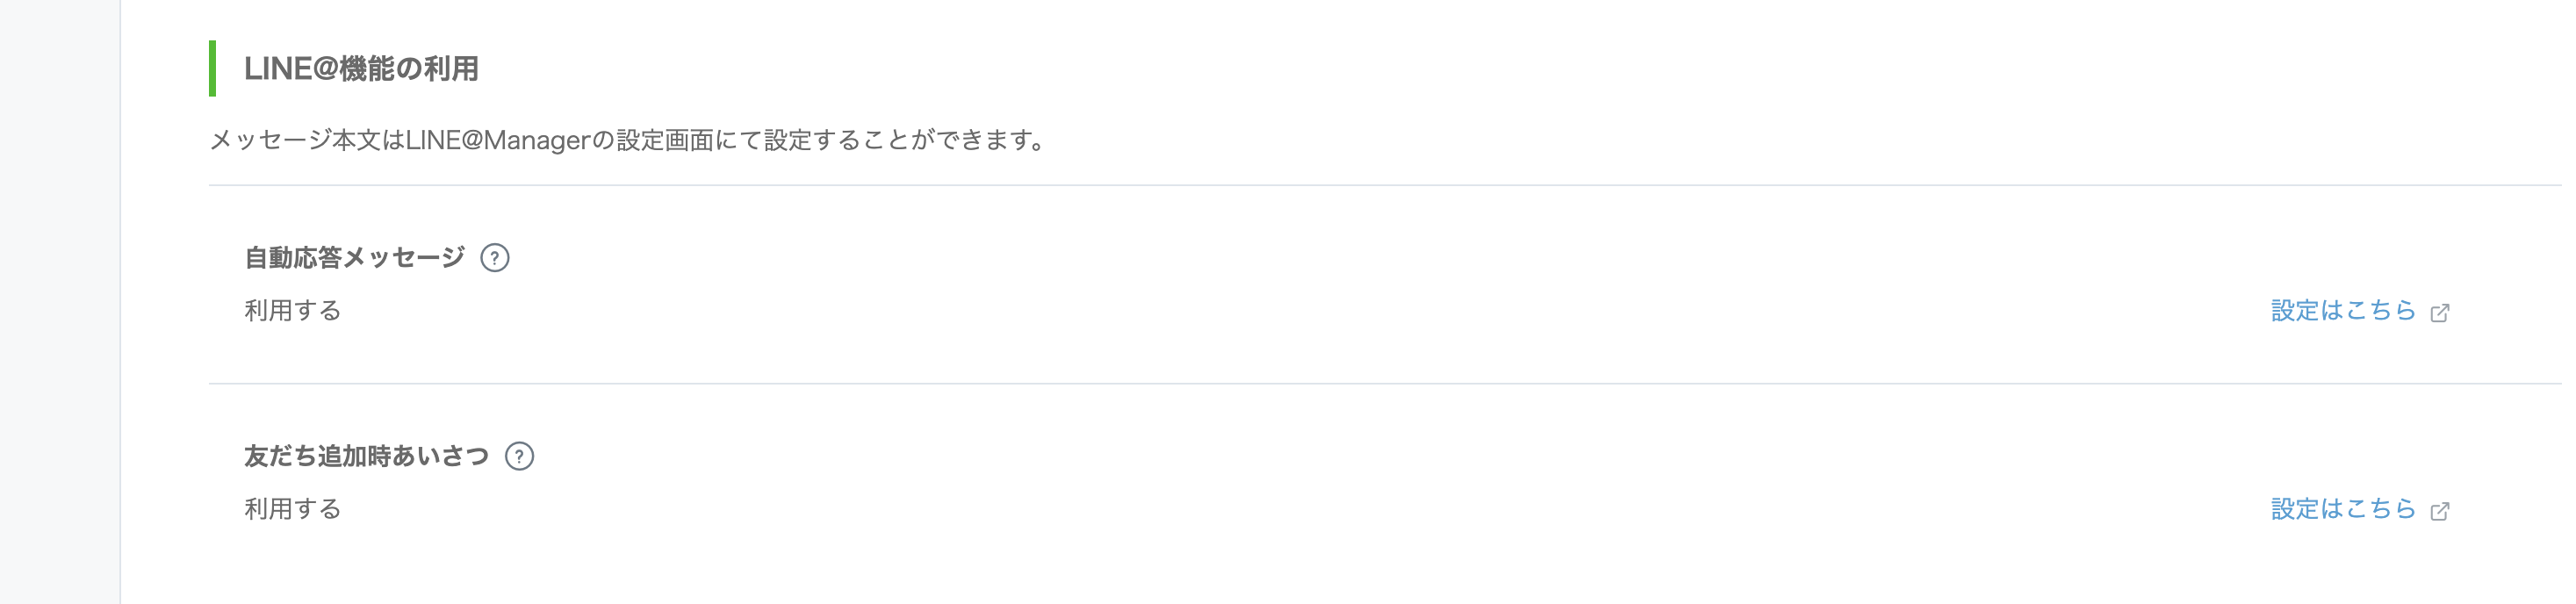 LINE@機能の利用
メッセージ本文はLINE@Managerの設定画面にて設定することができます。
自動応答メッセージ ?
利用する
設定はこちら
友だち追加時あいさつ ?
利用する
設定はこちら